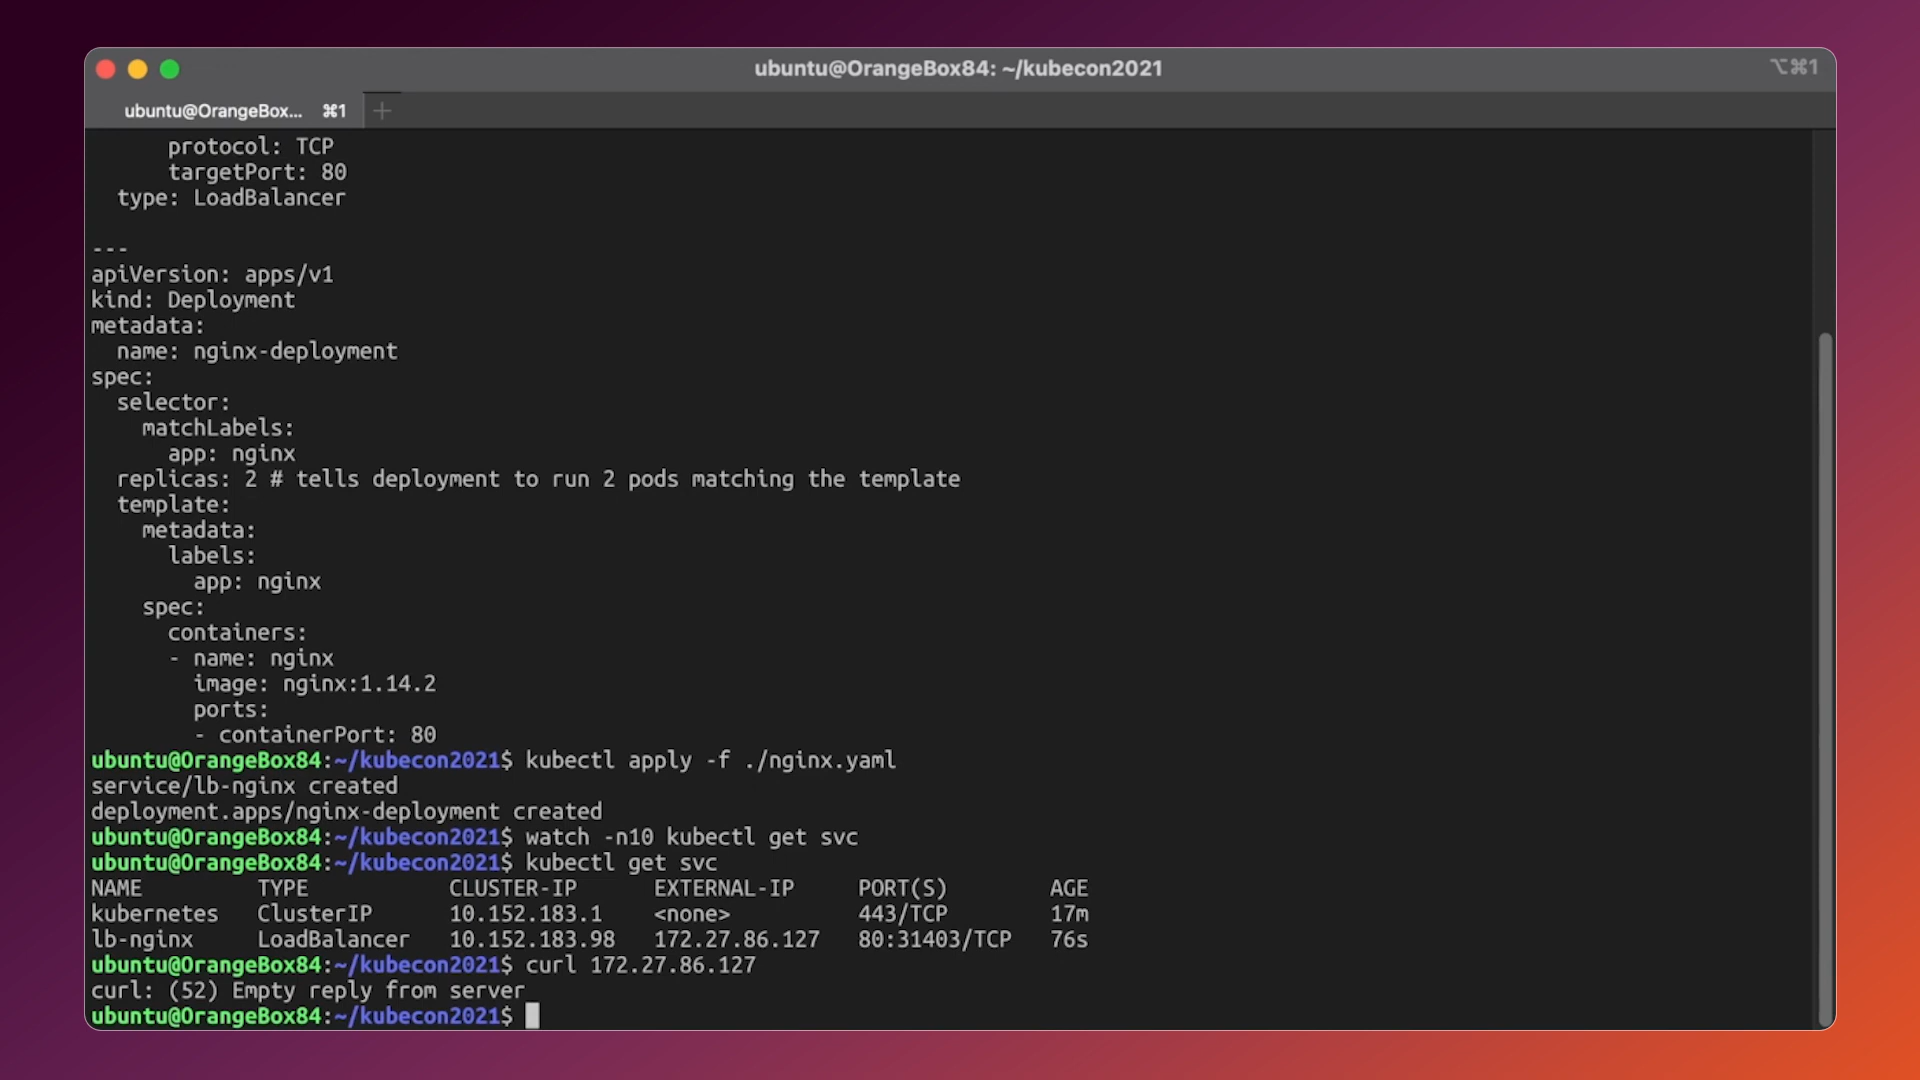 ubuntu@OrangeBox84: ~/kubecon2021
⌥⌘1
ubuntu@OrangeBox... ⌘1 +
      protocol: TCP
      targetPort: 80
  type: LoadBalancer

---
apiVersion: apps/v1
kind: Deployment
metadata:
  name: nginx-deployment
spec:
  selector:
    matchLabels:
      app: nginx
  replicas: 2 # tells deployment to run 2 pods matching the template
  template:
    metadata:
      labels:
        app: nginx
    spec:
      containers:
      - name: nginx
        image: nginx:1.14.2
        ports:
        - containerPort: 80
ubuntu@OrangeBox84:~/kubecon2021$ kubectl apply -f ./nginx.yaml
service/lb-nginx created
deployment.apps/nginx-deployment created
ubuntu@OrangeBox84:~/kubecon2021$ watch -n10 kubectl get svc
ubuntu@OrangeBox84:~/kubecon2021$ kubectl get svc
NAME         TYPE           CLUSTER-IP      EXTERNAL-IP     PORT(S)        AGE
kubernetes   ClusterIP      10.152.183.1    <none>          443/TCP        17m
lb-nginx     LoadBalancer   10.152.183.98   172.27.86.127   80:31403/TCP   76s
ubuntu@OrangeBox84:~/kubecon2021$ curl 172.27.86.127
curl: (52) Empty reply from server
ubuntu@OrangeBox84:~/kubecon2021$